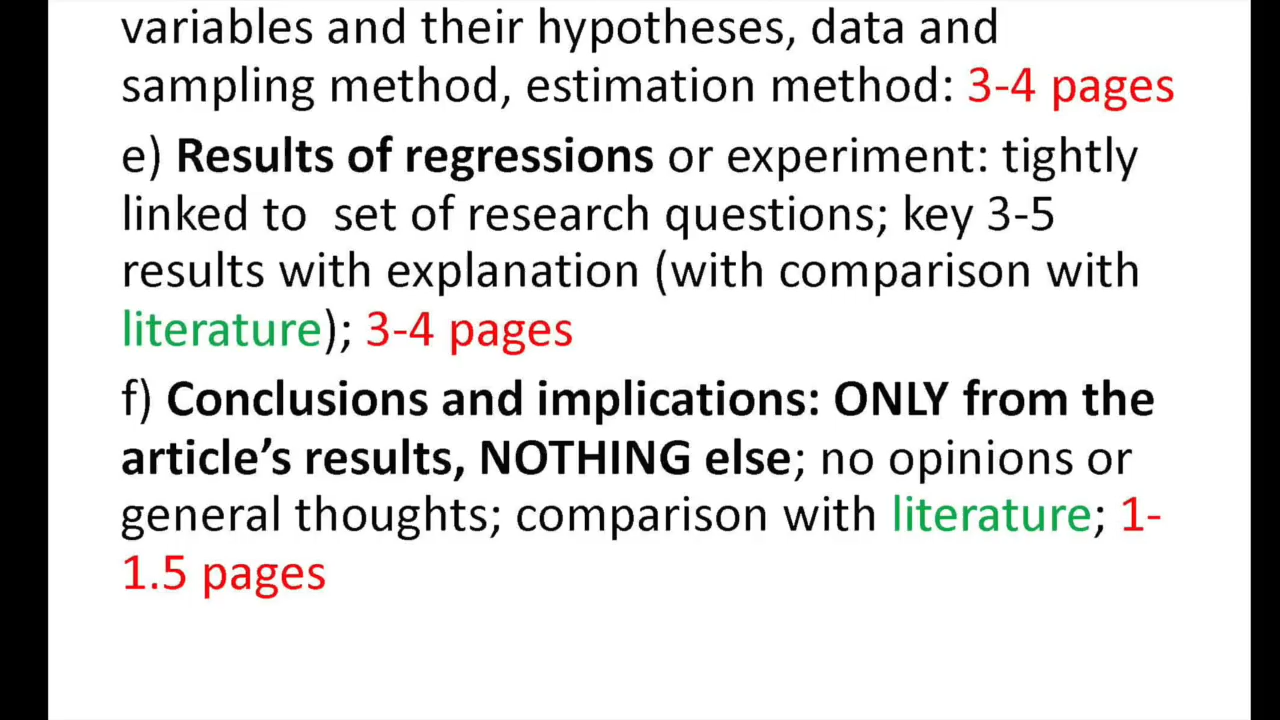 variables and their hypotheses, data and
sampling method, estimation method: 3-4 pages
e) Results of regressions or experiment: tightly
linked to  set of research questions; key 3-5
results with explanation (with comparison with
literature); 3-4 pages
f) Conclusions and implications: ONLY from the
article’s results, NOTHING else; no opinions or
general thoughts; comparison with literature; 1-
1.5 pages